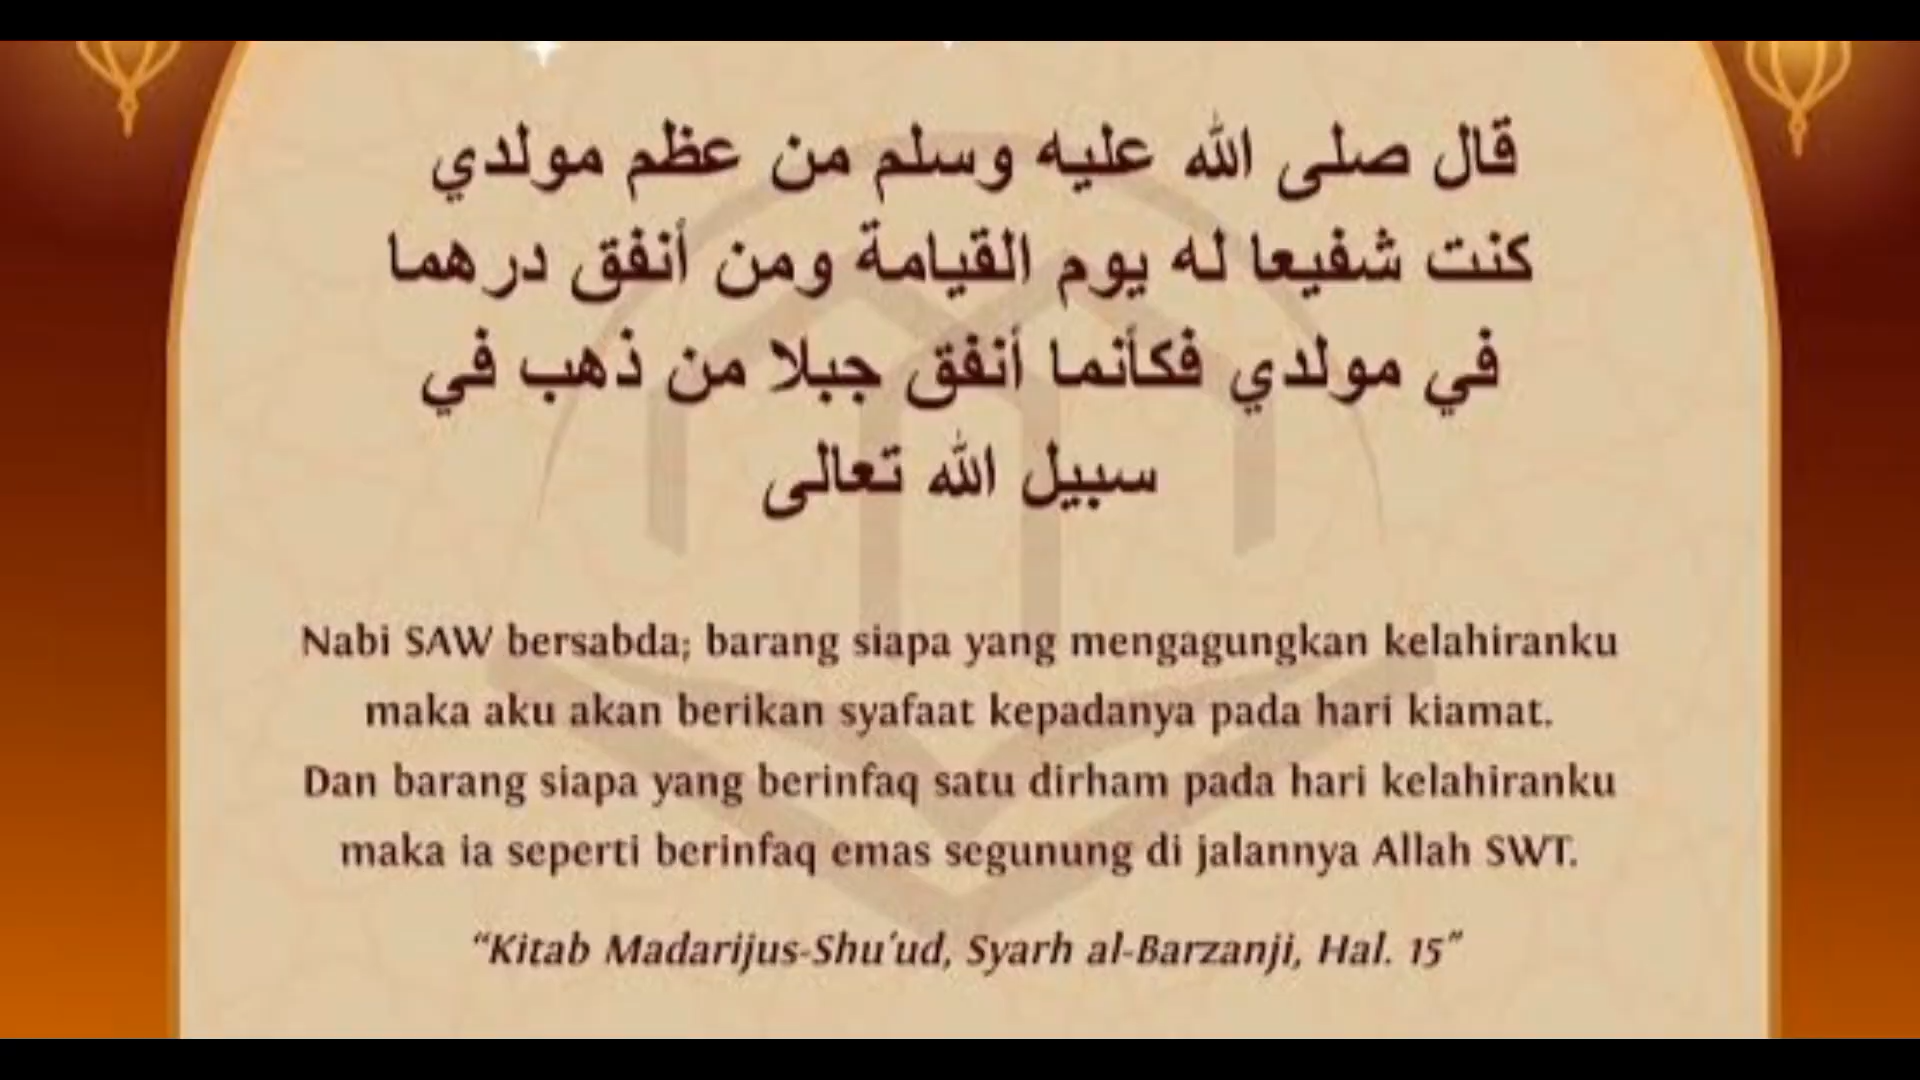 قال صلى الله عليه وسلم من عظم مولدي
كنت شفيعا له يوم القيامة ومن أنفق درهما
في مولدي فكأنما أنفق جبلا من ذهب في
سبيل الله تعالى
Nabi SAW bersabda; barang siapa yang mengagungkan kelahiranku
maka aku akan berikan syafaat kepadanya pada hari kiamat.
Dan barang siapa yang berinfaq satu dirham pada hari kelahiranku
maka ia seperti berinfaq emas segunung di jalannya Allah SWT.
“Kitab Madarijus-Shu’ud, Syarh al-Barzanji, Hal. 15”